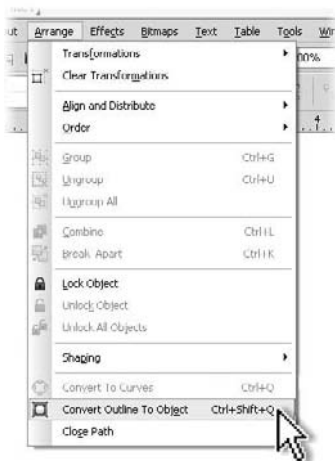 Arrange Effects Bitmaps Text Table Tools
Transformations
00%
Clear Transformations
Align and Distribute
Order
4
Group Ctrl+G
Ungroup Ctrl+U
Ungroup All
Combine Ctrl+L
Break Apart Ctrl+K
Lock Object
Unlock Object
Unlock All Objects
Shaping
Convert To Curves Ctrl+Q
Convert Outline To Object Ctrl+Shift+Q
Close Path